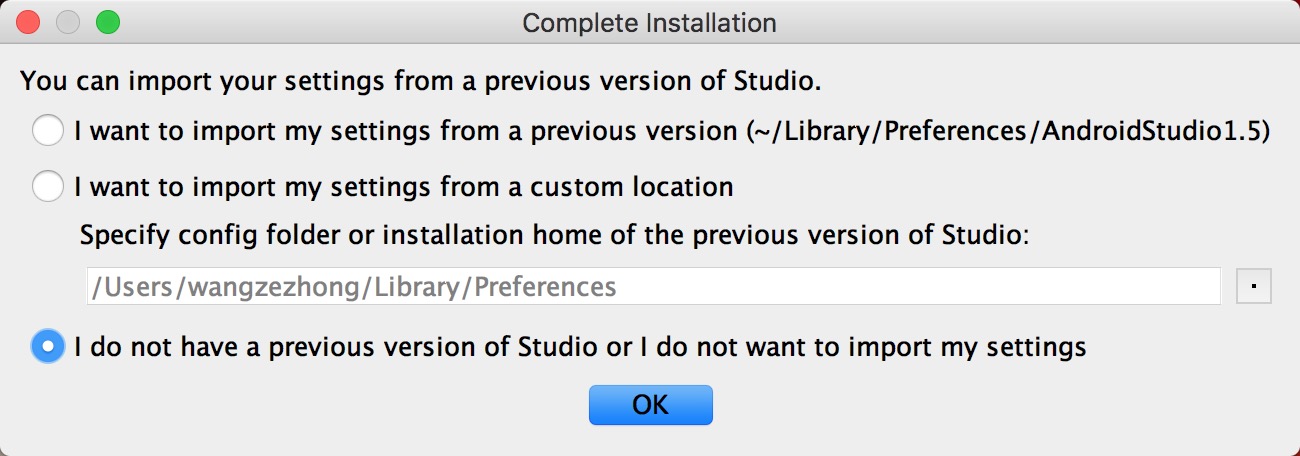 Complete Installation
You can import your settings from a previous version of Studio.
I want to import my settings from a previous version (~/Library/Preferences/AndroidStudio1.5)
I want to import my settings from a custom location
Specify config folder or installation home of the previous version of Studio:
/Users/wangzezhong/Library/Preferences
I do not have a previous version of Studio or I do not want to import my settings
OK